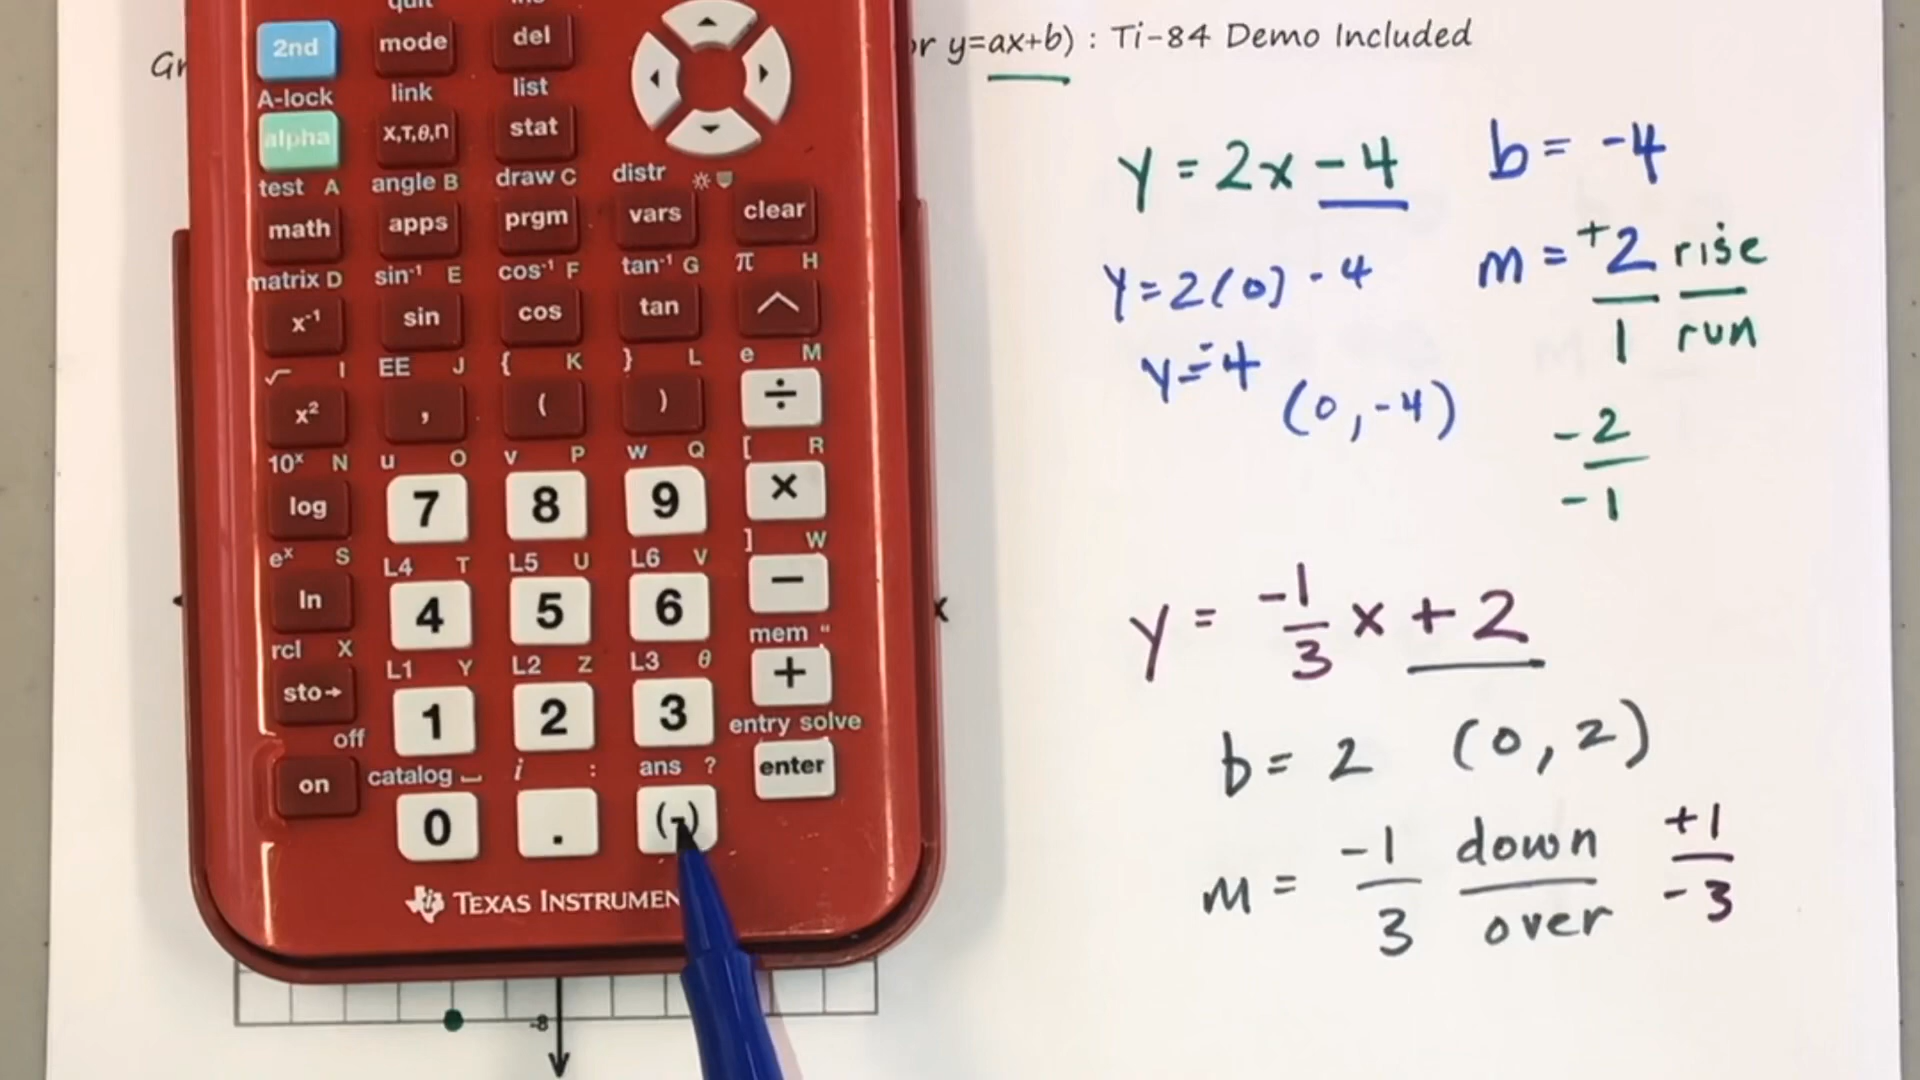 Gr
or y=ax+b) : Ti-84 Demo Included
quit
2nd mode del
A-lock link list
alpha X,T,θ,n stat
test A angle B draw C distr
math apps prgm vars clear
matrix D sin⁻¹ E cos⁻¹ F tan⁻¹ G π H
x⁻¹ sin cos tan ^
√ I EE J { K } L e M
x² , ( ) ÷
10ˣ N u O v P w Q [ R
log 7 8 9 ×
eˣ S L4 T L5 U L6 V ] W
ln 4 5 6 −
rcl X L1 Y L2 Z L3 θ mem "
sto→ 1 2 3 +
off catalog i : ans ? entry solve
on 0 . (-) enter
TEXAS INSTRUMEN
-8
x
y = 2x - 4
y = 2(0) - 4
y = -4
(0, -4)
b = -4
m = +2/1 rise/run
-2/-1
y = -1/3 x + 2
b = 2 (0, 2)
m = -1/3 down/over +1/-3